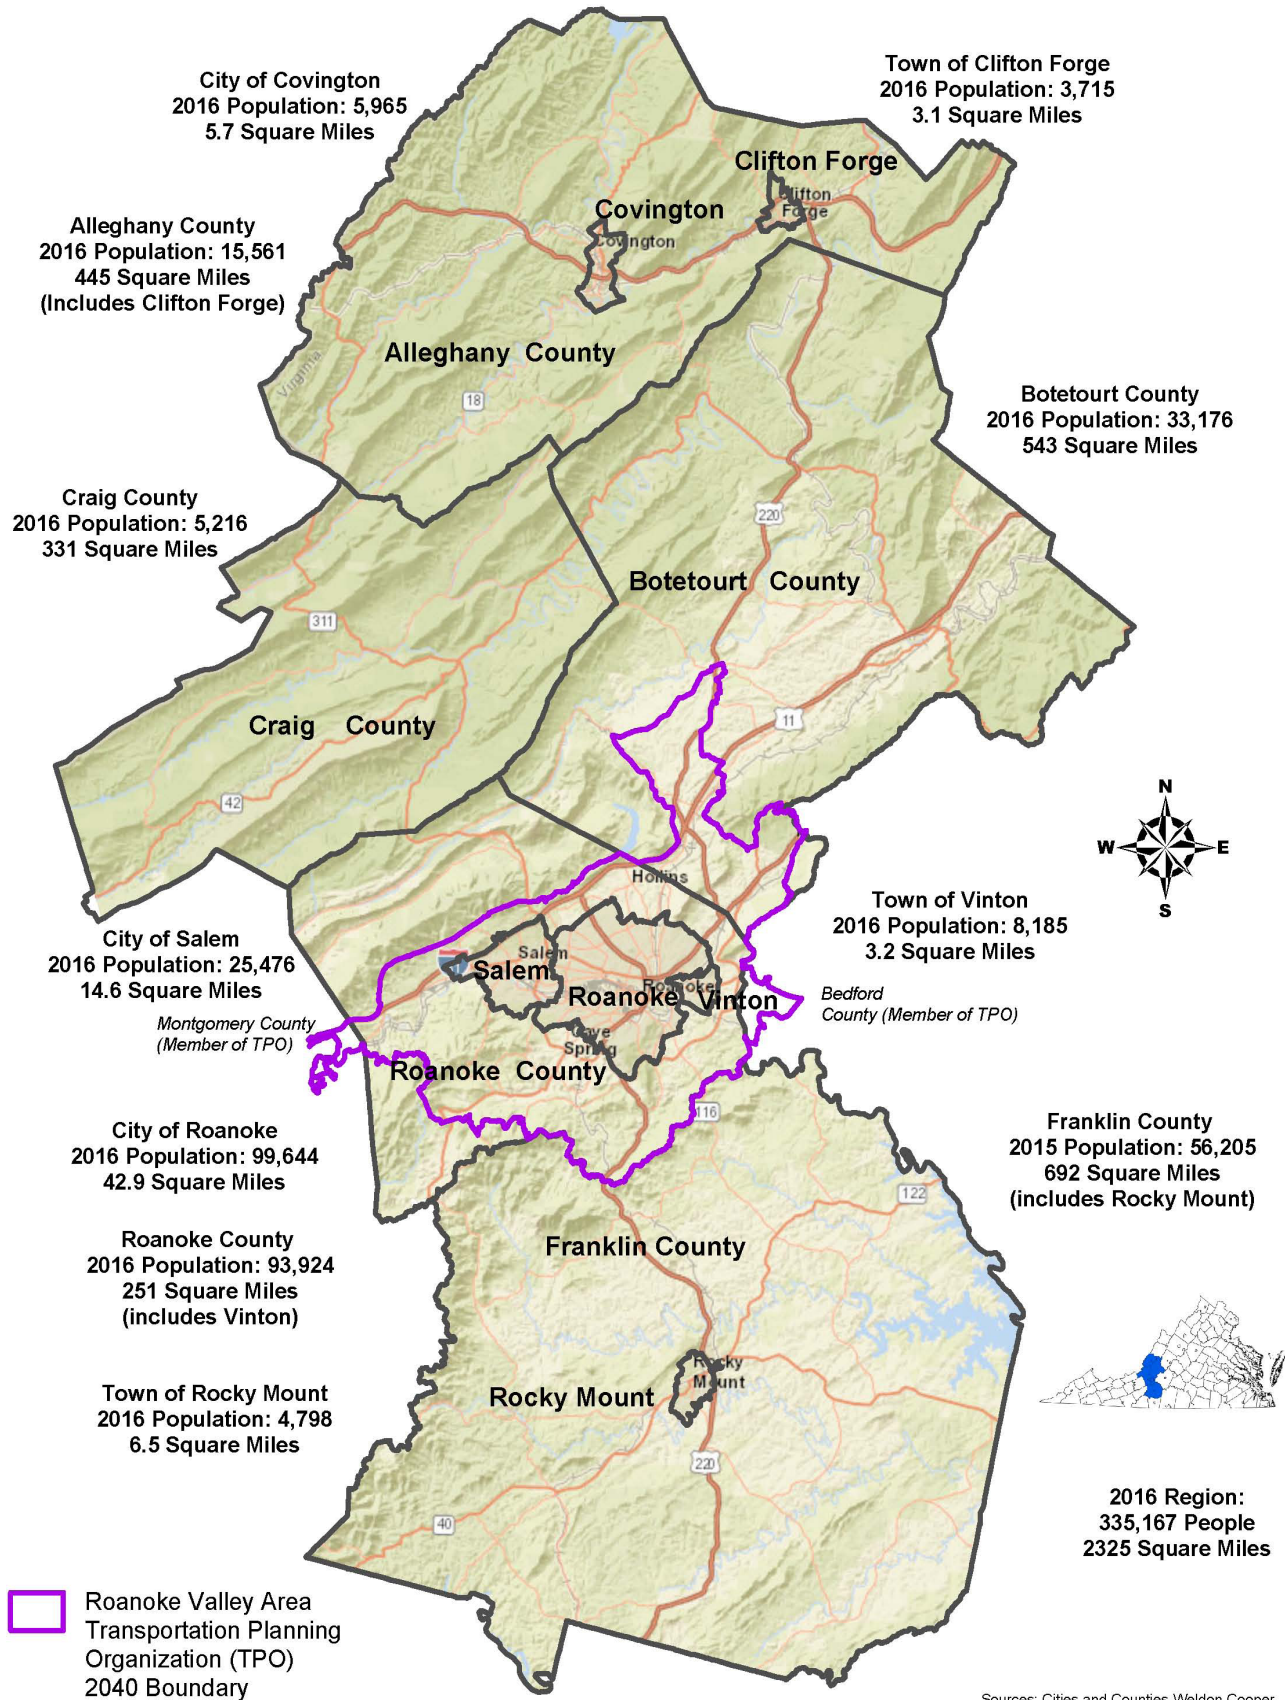 City of Covington
2016 Population: 5,965
5.7 Square Miles
Town of Clifton Forge
2016 Population: 3,715
3.1 Square Miles
Clifton Forge
Clifton
Forge
Covington
Covington
Alleghany County
2016 Population: 15,561
445 Square Miles
(Includes Clifton Forge)
Alleghany County
Virginia
18
Botetourt County
2016 Population: 33,176
543 Square Miles
Craig County
2016 Population: 5,216
331 Square Miles
220
Botetourt County
311
11
Craig County
42
N
W
E
S
Hollins
Town of Vinton
2016 Population: 8,185
3.2 Square Miles
City of Salem
2016 Population: 25,476
14.6 Square Miles
Salem
Salem
Roanoke
Roanoke
Vinton
Bedford
County (Member of TPO)
Montgomery County
(Member of TPO)
Cave
Spring
Roanoke County
116
City of Roanoke
2016 Population: 99,644
42.9 Square Miles
Franklin County
2015 Population: 56,205
692 Square Miles
(includes Rocky Mount)
122
Roanoke County
2016 Population: 93,924
251 Square Miles
(includes Vinton)
Franklin County
Rocky
Mount
Rocky Mount
Town of Rocky Mount
2016 Population: 4,798
6.5 Square Miles
220
40
2016 Region:
335,167 People
2325 Square Miles
Roanoke Valley Area
Transportation Planning
Organization (TPO)
2040 Boundary
Sources: Cities and Counties Weldon Cooper